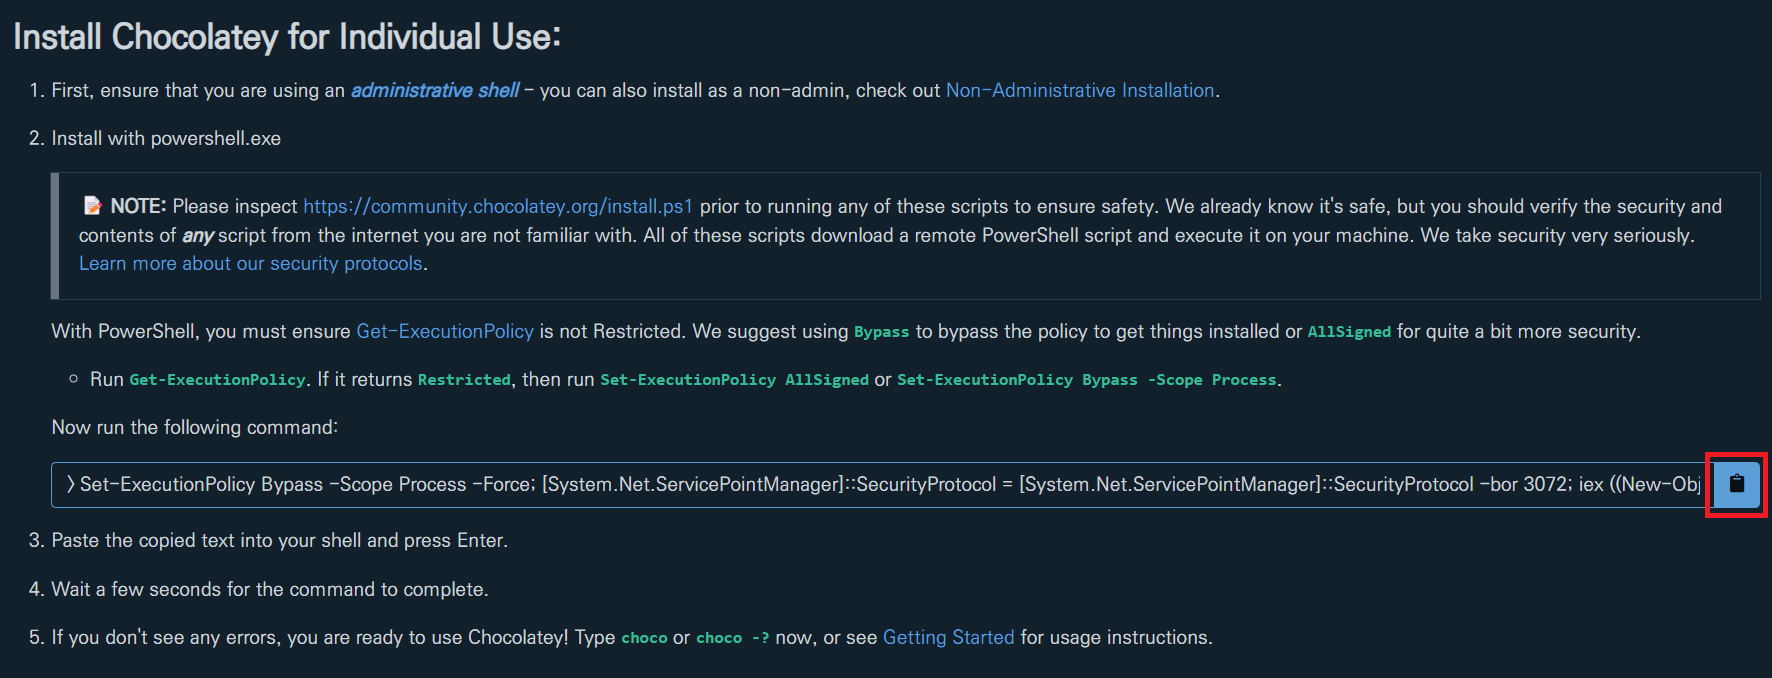 Install Chocolatey for Individual Use:
1. First, ensure that you are using an administrative shell - you can also install as a non-admin, check out Non-Administrative Installation.
2. Install with powershell.exe
NOTE: Please inspect https://community.chocolatey.org/install.ps1 prior to running any of these scripts to ensure safety. We already know it's safe, but you should verify the security and
contents of any script from the internet you are not familiar with. All of these scripts download a remote PowerShell script and execute it on your machine. We take security very seriously.
Learn more about our security protocols.
With PowerShell, you must ensure Get-ExecutionPolicy is not Restricted. We suggest using Bypass to bypass the policy to get things installed or AllSigned for quite a bit more security.
Run Get-ExecutionPolicy. If it returns Restricted, then run Set-ExecutionPolicy AllSigned or Set-ExecutionPolicy Bypass -Scope Process.
Now run the following command:
> Set-ExecutionPolicy Bypass -Scope Process -Force; [System.Net.ServicePointManager]::SecurityProtocol = [System.Net.ServicePointManager]::SecurityProtocol -bor 3072; iex ((New-Obj
3. Paste the copied text into your shell and press Enter.
4. Wait a few seconds for the command to complete.
5. If you don't see any errors, you are ready to use Chocolatey! Type choco or choco -? now, or see Getting Started for usage instructions.